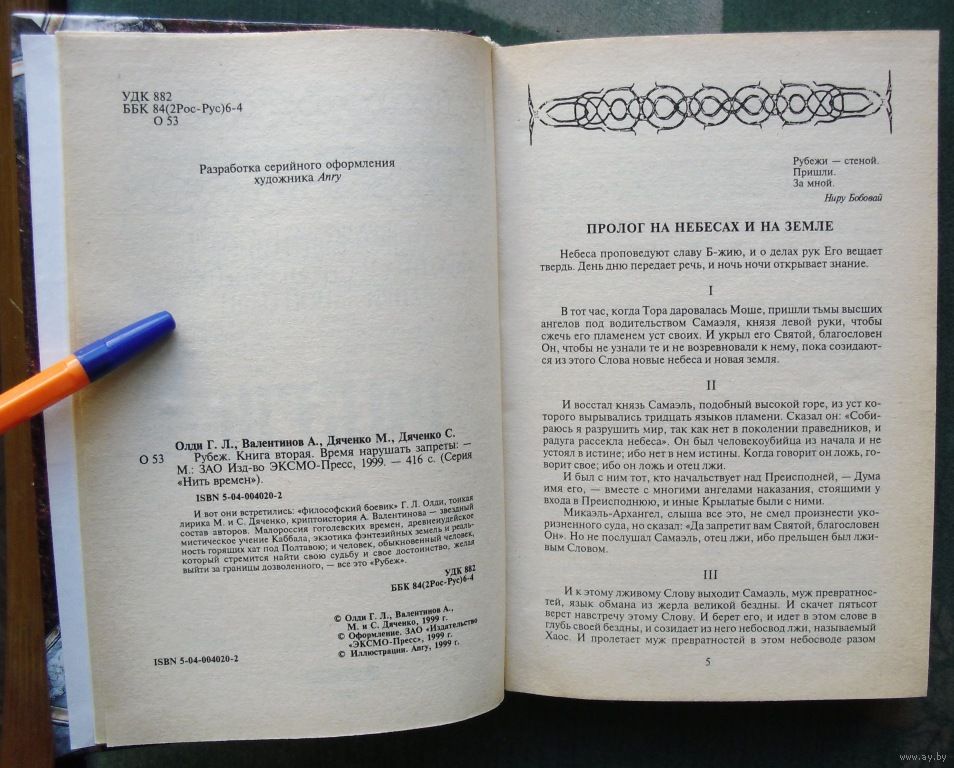 УДК 882
ББК 84(2Рос-Рус)6-4
О 53
Разработка серийного оформления
художника Anry
Олди Г. Л., Валентинов А., Дяченко М., Дяченко С.
О 53 Рубеж. Книга вторая. Время нарушать запреты: —
М.: ЗАО Изд-во ЭКСМО-Пресс, 1999. — 416 с. (Серия
«Нить времен»).
ISBN 5-04-004020-2
И вот они встретились: «философский боевик» Г. Л. Олди, тонкая
лирика М. и С. Дяченко, криптоистория А. Валентинова — звездный
состав авторов. Малороссия гоголевских времен, древнеиудейское
мистическое учение Каббала, экзотика фэнтезийных земель и реаль-
ность горящих хат под Полтавою; и человек, обыкновенный человек,
который стремится найти свою судьбу и свое достоинство, желая
выйти за границы дозволенного, — все это «Рубеж».
УДК 882
ББК 84(2Рос-Рус)6-4
© Олди Г. Л., Валентинов А.,
М. и С. Дяченко, 1999 г.
© Оформление. ЗАО «Издательство
«ЭКСМО-Пресс», 1999 г.
© Иллюстрации. Anry, 1999 г.
ISBN 5-04-004020-2
Рубежи — стеной.
Пришли.
За мной.
Ниру Бобовай
ПРОЛОГ НА НЕБЕСАХ И НА ЗЕМЛЕ
Небеса проповедуют славу Б-жию, и о делах рук Его вещает
твердь. День дню передает речь, и ночь ночи открывает знание.
I
В тот час, когда Тора даровалась Моше, пришли тьмы высших
ангелов под водительством Самаэля, князя левой руки, чтобы
сжечь его пламенем уст своих. И укрыл его Святой, благословен
Он, чтобы не узнали те и не возревновали к нему, пока созидают-
ся из этого Слова новые небеса и новая земля.
II
И восстал князь Самаэль, подобный высокой горе, из уст ко-
торого вырывались тридцать языков пламени. Сказал он: «Соби-
раюсь я разрушить мир, так как нет в поколении праведников, и
радуга рассекла небеса». Он был человекоубийца из начала и не
устоял в истине; ибо нет в нем истины. Когда говорит он ложь, го-
ворит свое; ибо он ложь и отец лжи.
И был с ним тот, кто начальствует над Преисподней, — Дума
имя его, — вместе с многими ангелами наказания, стоящими у
входа в Преисподнюю, и иные Крылатые были с ними.
Микаэль-Архангел, слыша все это, не смел произнести уко-
ризненного суда, но сказал: «Да запретит вам Святой, благословен
Он». Но не послушал Самаэль, отец лжи, ибо прельщен был лжи-
вым Словом.
III
И к этому лживому Слову выходит Самаэль, муж превратнос-
тей, язык обмана из жерла великой бездны. И скачет пятьсот
верст навстречу этому Слову. И берет его, и идет в этом слове в
глубь своей бездны, и созидает из него небосвод лжи, называемый
Хаос. И пролетает муж превратностей в этом небосводе разом
5
www.ay.by